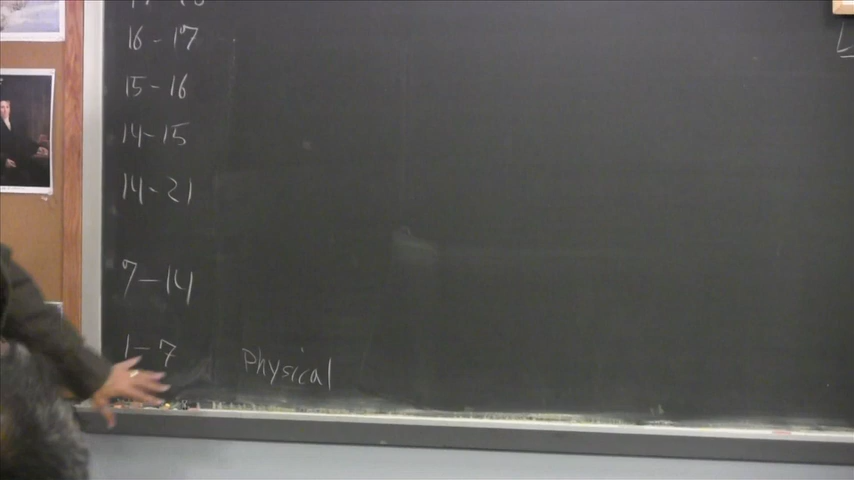 16 - 17
15 - 16
14 - 15
14 - 21
7 - 14
1 - 7 Physical